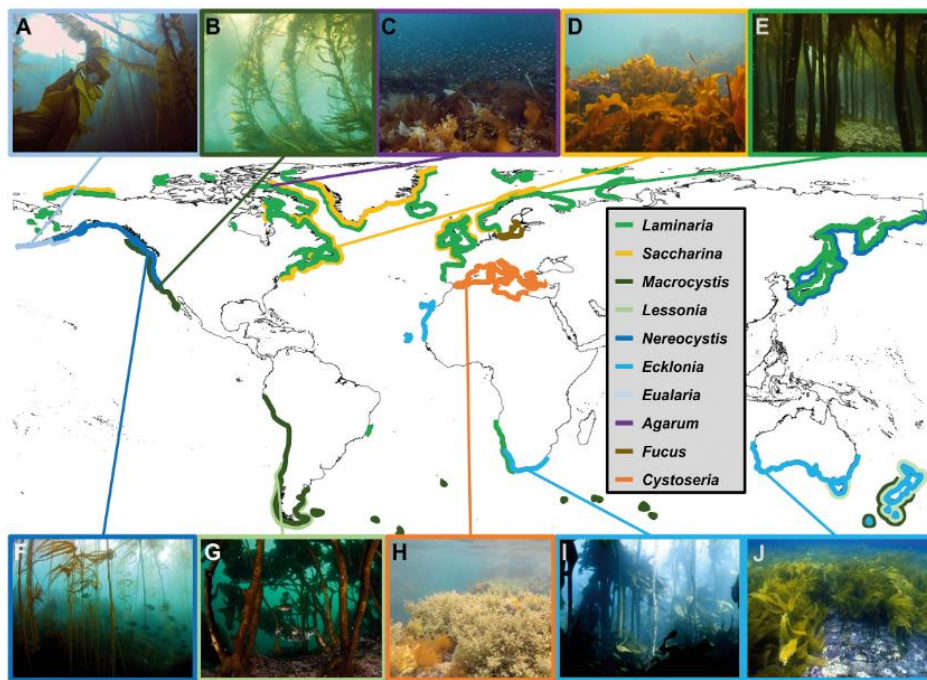 A
B
C
D
E
Laminaria
Saccharina
Macrocystis
Lessonia
Nereocystis
Ecklonia
Eualaria
Agarum
Fucus
Cystoseria
F
G
H
I
J